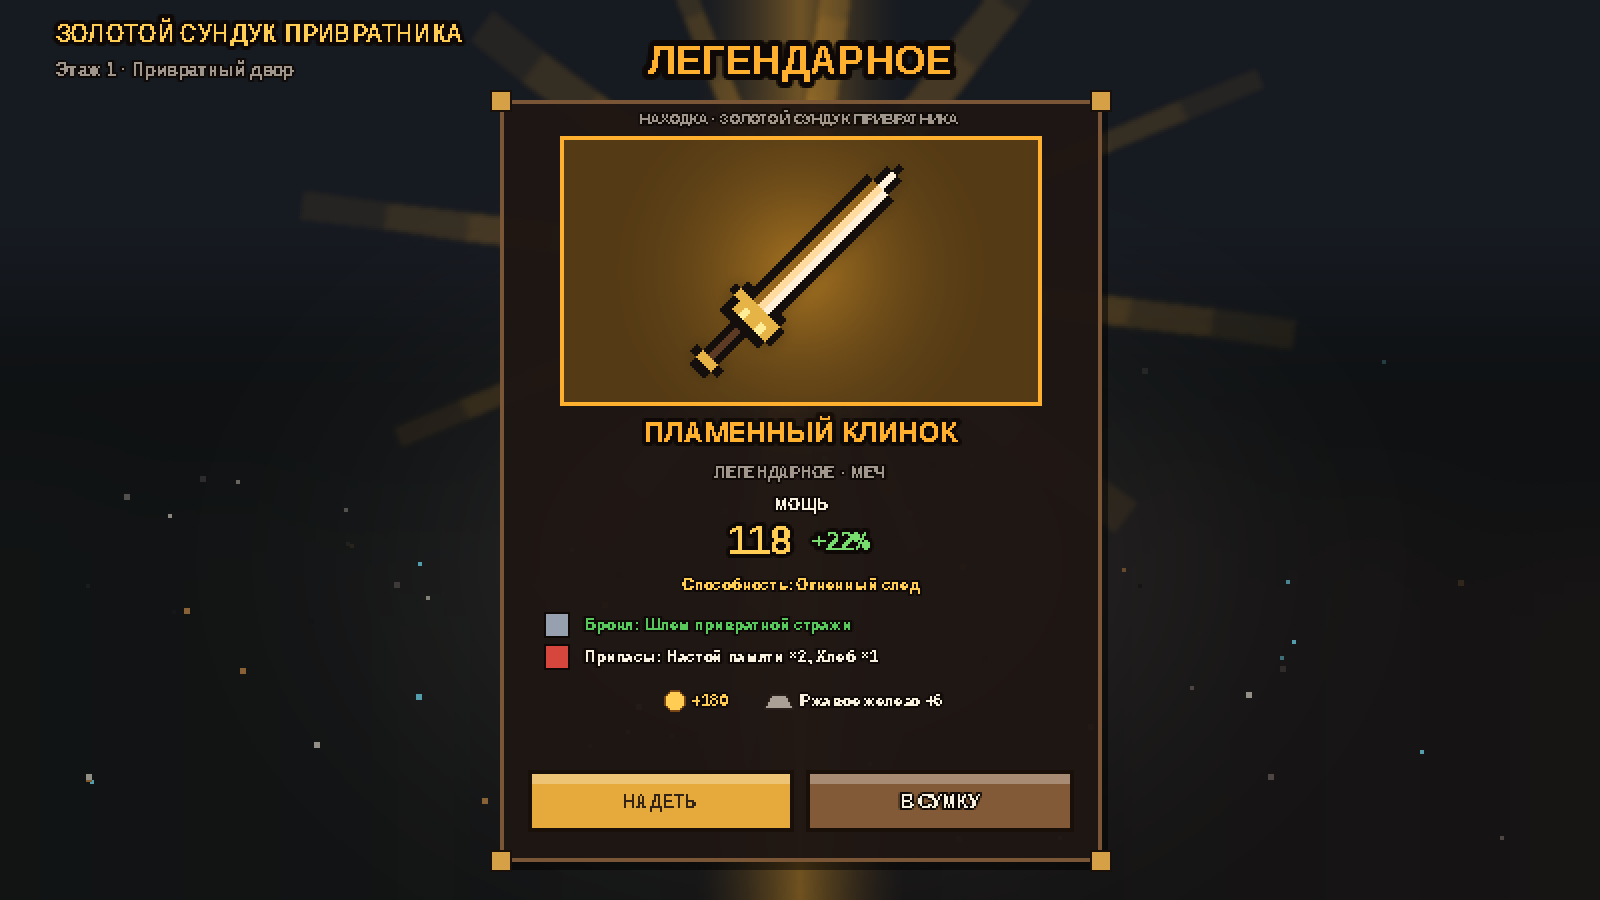 ЗОЛОТОЙ СУНДУК ПРИВРАТНИКА
Этаж 1 · Привратный двор
ЛЕГЕНДАРНОЕ
НАХОДКА · ЗОЛОТОЙ СУНДУК ПРИВРАТНИКА
ПЛАМЕННЫЙ КЛИНОК
ЛЕГЕНДАРНОЕ · МЕЧ
МОЩЬ
118 +22%
Способность: Огненный след
Броня: Шлем привратной стражи
Припасы: Настой памяти ×2, Хлеб ×1
+180 Ржавое железо +6
НАДЕТЬ
В СУМКУ